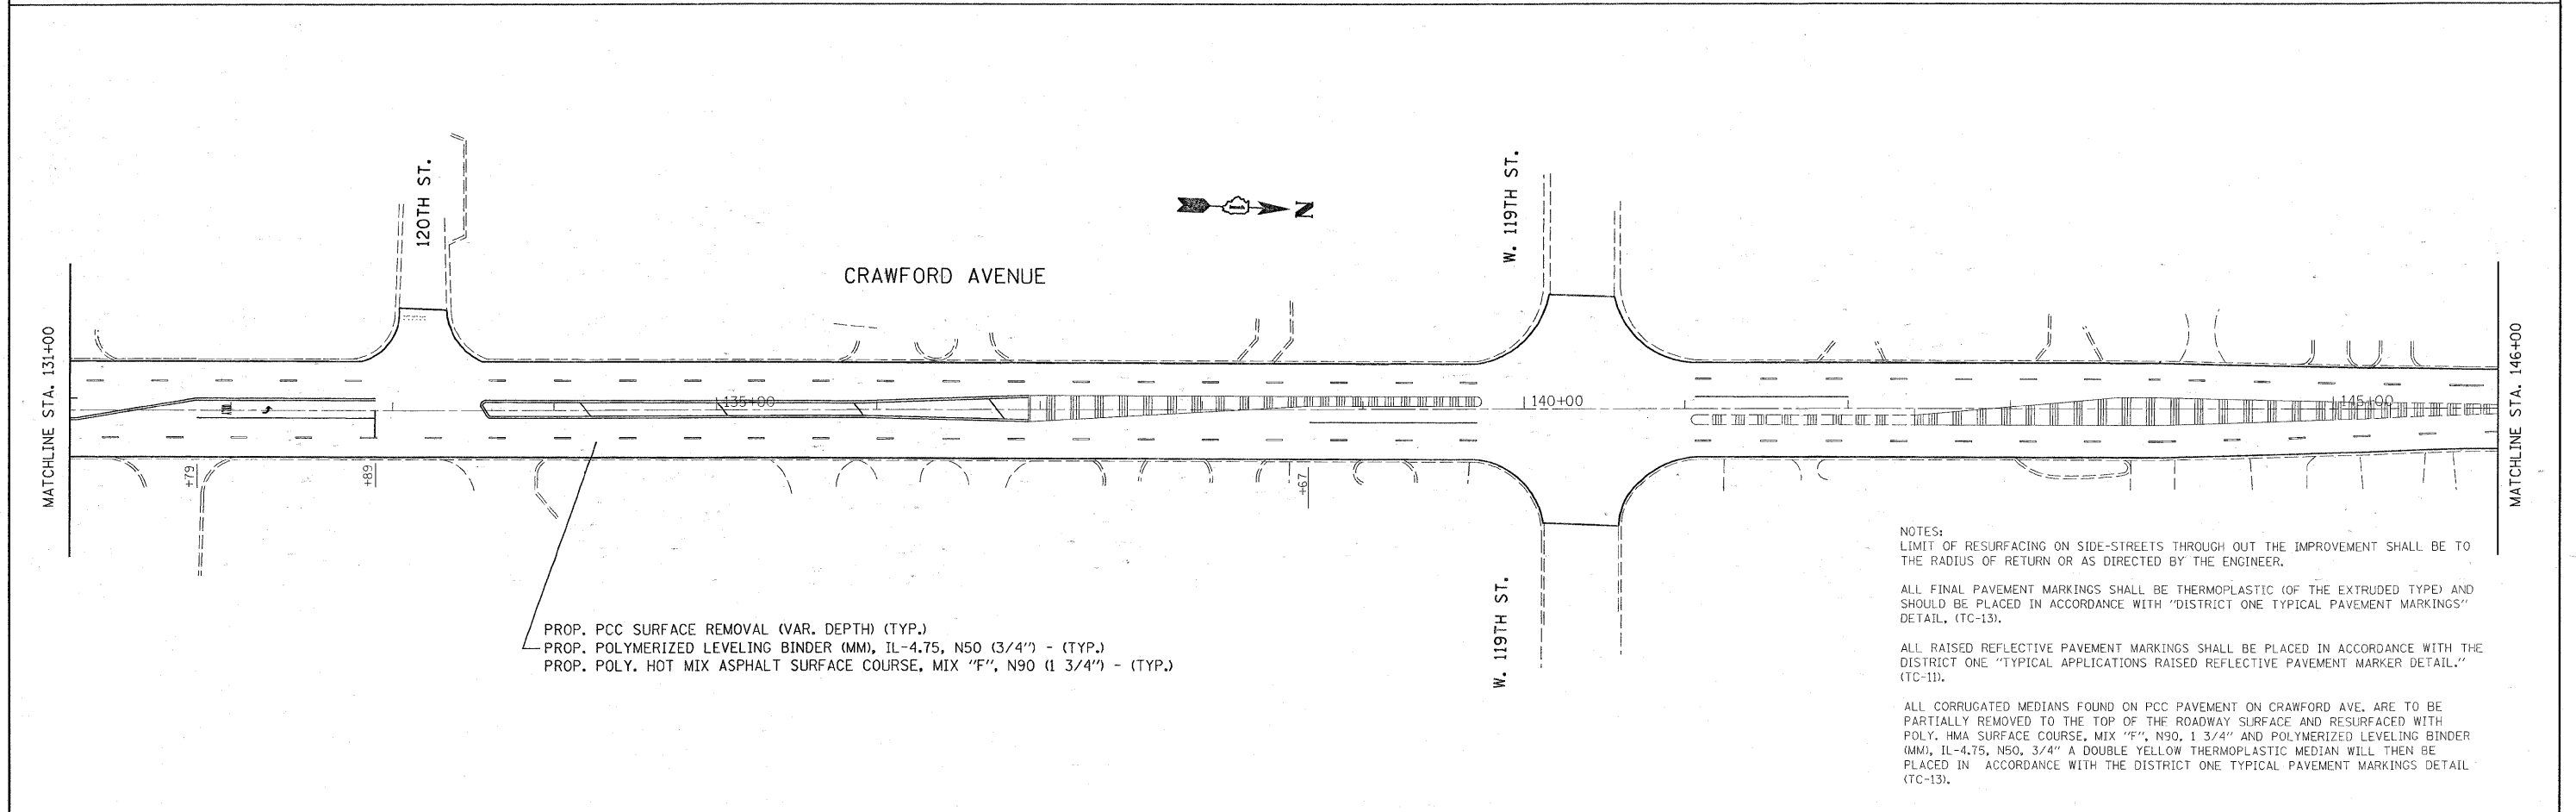 120TH ST.
W. 119TH ST.
N
CRAWFORD AVENUE
MATCHLINE STA. 131+00
MATCHLINE STA. 146+00
135+00
140+00
145+00
+79
+89
+67
W. 119TH ST.
PROP. PCC SURFACE REMOVAL (VAR. DEPTH) (TYP.)
PROP. POLYMERIZED LEVELING BINDER (MM), IL-4.75, N50 (3/4") - (TYP.)
PROP. POLY. HOT MIX ASPHALT SURFACE COURSE, MIX "F", N90 (1 3/4") - (TYP.)
NOTES:
LIMIT OF RESURFACING ON SIDE-STREETS THROUGH OUT THE IMPROVEMENT SHALL BE TO
THE RADIUS OF RETURN OR AS DIRECTED BY THE ENGINEER.
ALL FINAL PAVEMENT MARKINGS SHALL BE THERMOPLASTIC (OF THE EXTRUDED TYPE) AND
SHOULD BE PLACED IN ACCORDANCE WITH "DISTRICT ONE TYPICAL PAVEMENT MARKINGS"
DETAIL, (TC-13).
ALL RAISED REFLECTIVE PAVEMENT MARKINGS SHALL BE PLACED IN ACCORDANCE WITH THE
DISTRICT ONE "TYPICAL APPLICATIONS RAISED REFLECTIVE PAVEMENT MARKER DETAIL."
(TC-11).
ALL CORRUGATED MEDIANS FOUND ON PCC PAVEMENT ON CRAWFORD AVE. ARE TO BE
PARTIALLY REMOVED TO THE TOP OF THE ROADWAY SURFACE AND RESURFACED WITH
POLY. HMA SURFACE COURSE, MIX "F", N90, 1 3/4" AND POLYMERIZED LEVELING BINDER
(MM), IL-4.75, N50, 3/4" A DOUBLE YELLOW THERMOPLASTIC MEDIAN WILL THEN BE
PLACED IN ACCORDANCE WITH THE DISTRICT ONE TYPICAL PAVEMENT MARKINGS DETAIL
(TC-13).